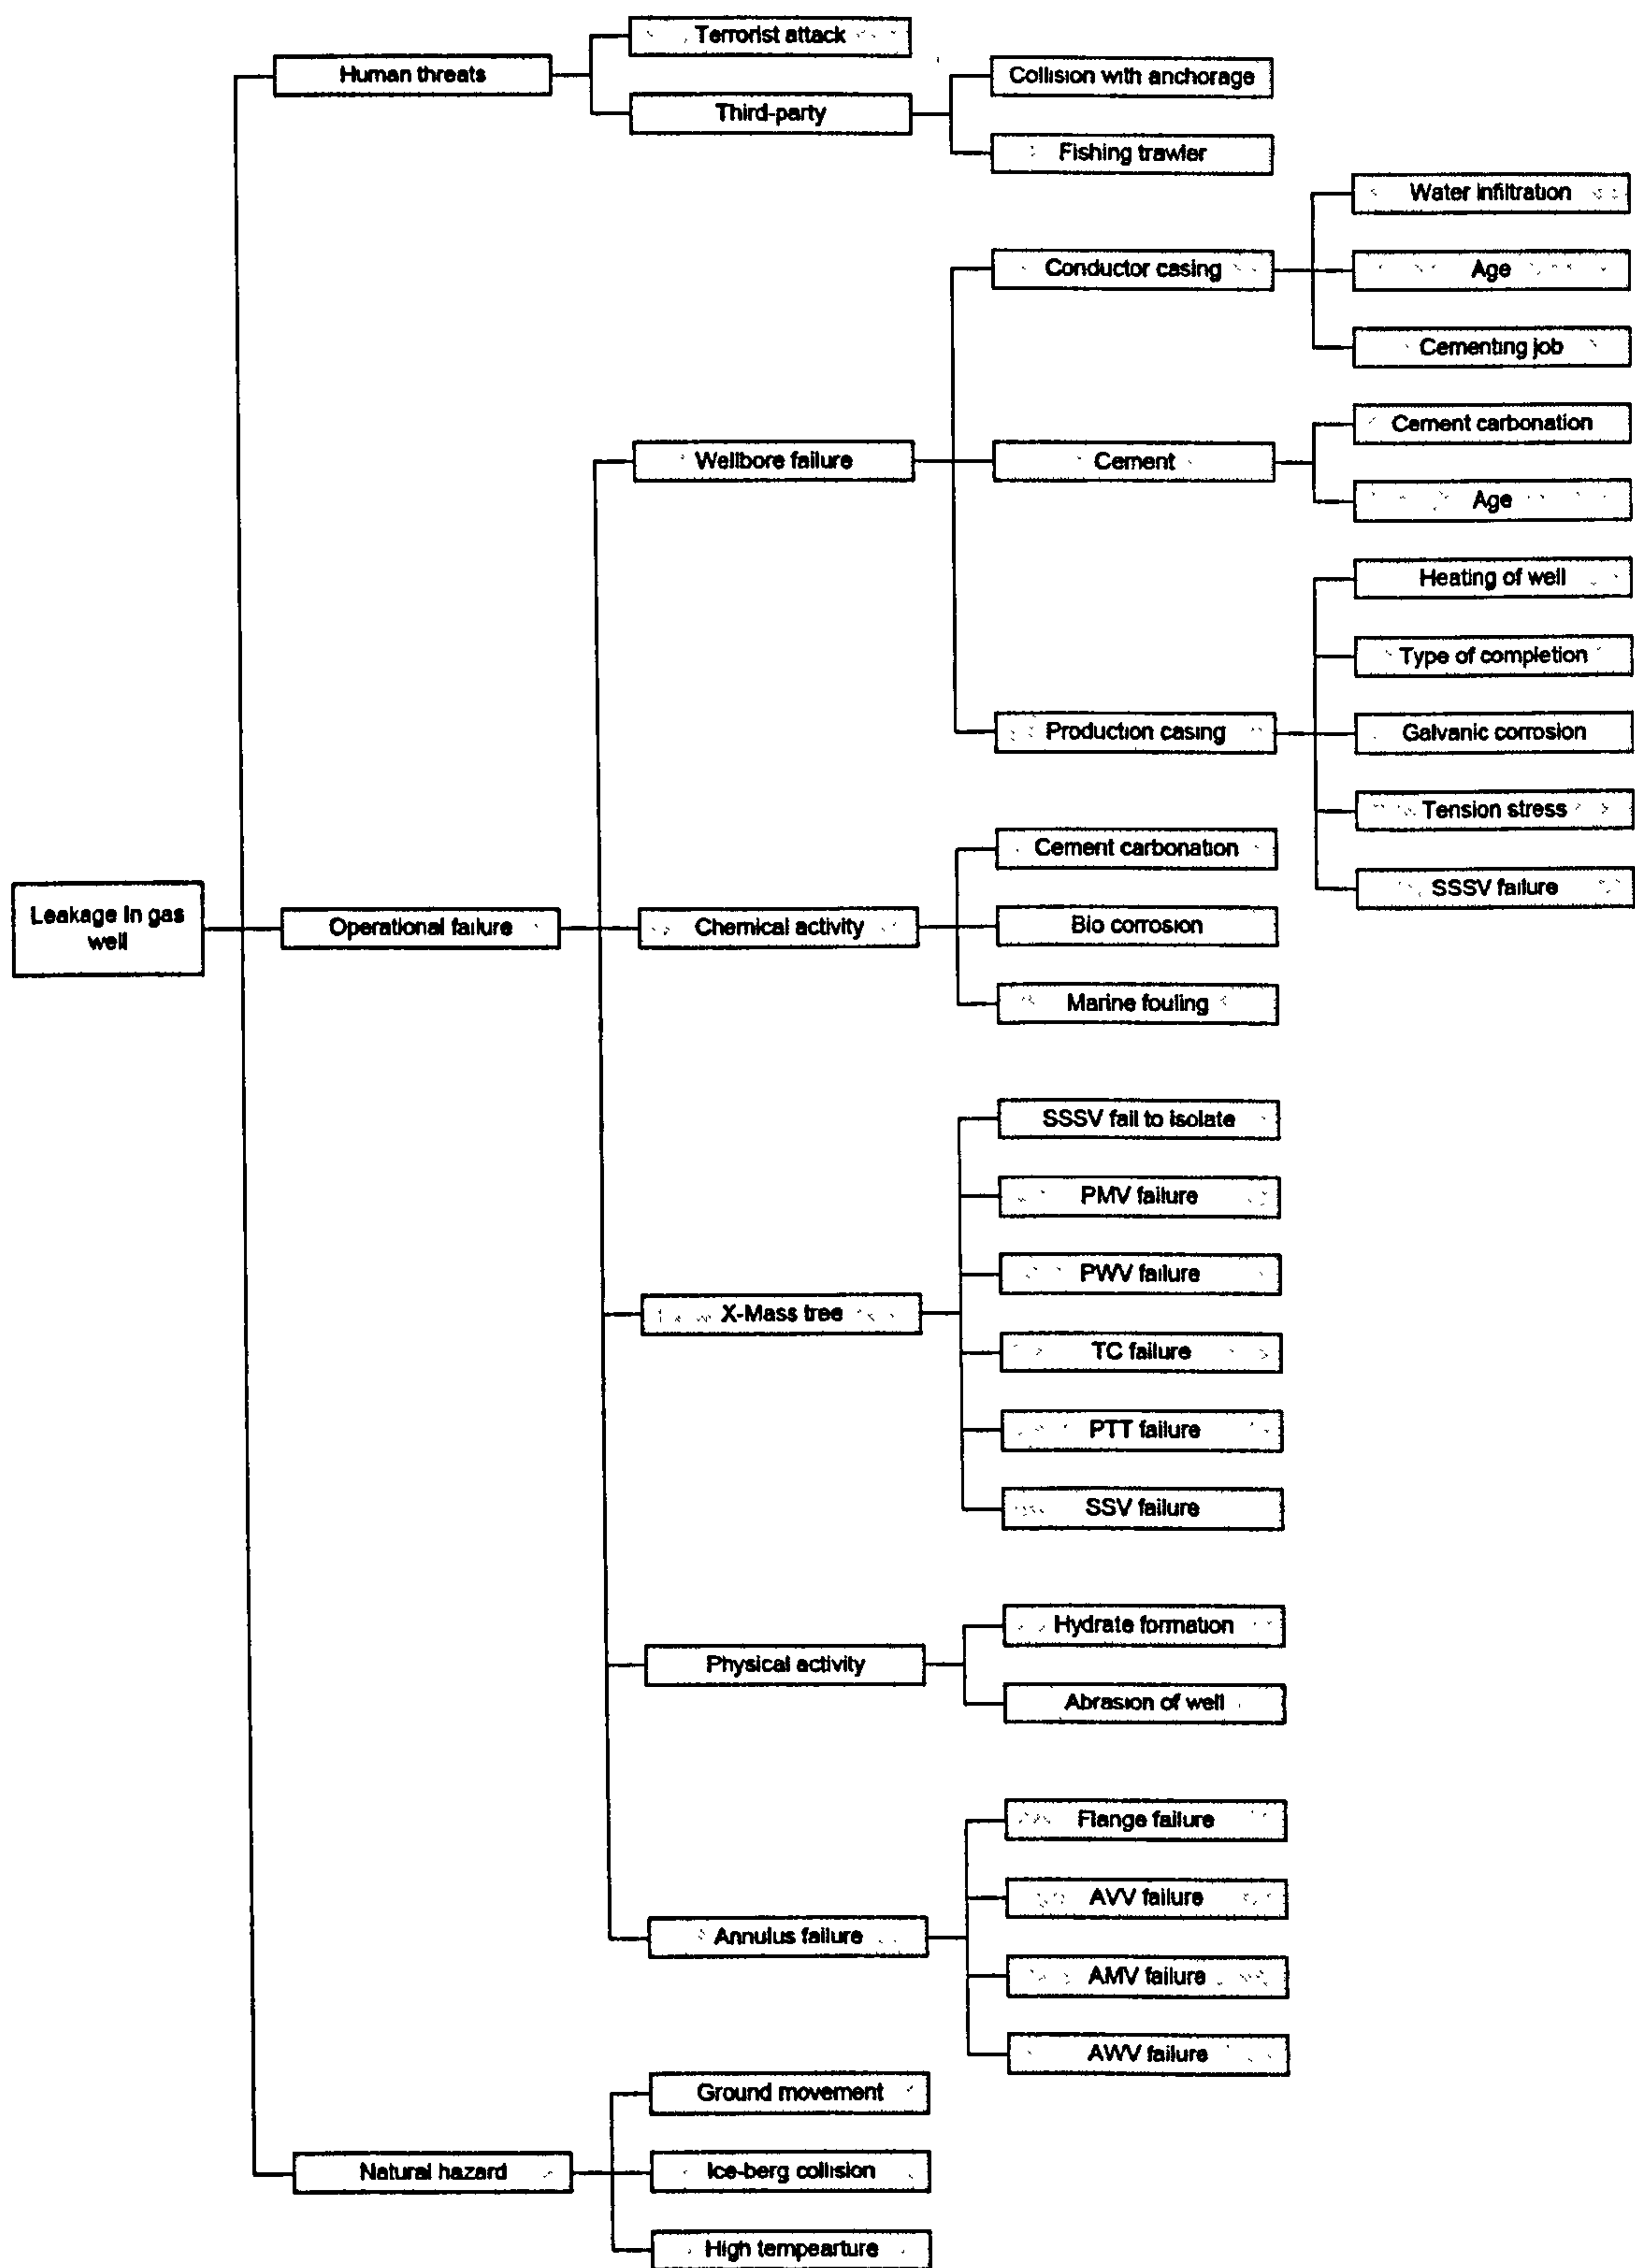 Terrorist attack
Human threats
Collision with anchorage
Third-party
Fishing trawler
Water infiltration
Conductor casing
Age
Cementing job
Cement carbonation
Wellbore failure
Cement
Age
Heating of well
Type of completion
Production casing
Galvanic corrosion
Tension stress
Cement carbonation
SSSV failure
Leakage in gas
well
Operational failure
Chemical activity
Bio corrosion
Marine fouling
SSSV fail to isolate
PMV failure
PWV failure
X-Mass tree
TC failure
PTT failure
SSV failure
Hydrate formation
Physical activity
Abrasion of well
Flange failure
AVV failure
Annulus failure
AMV failure
AWV failure
Ground movement
Natural hazard
Ice-berg collision
High tempearture